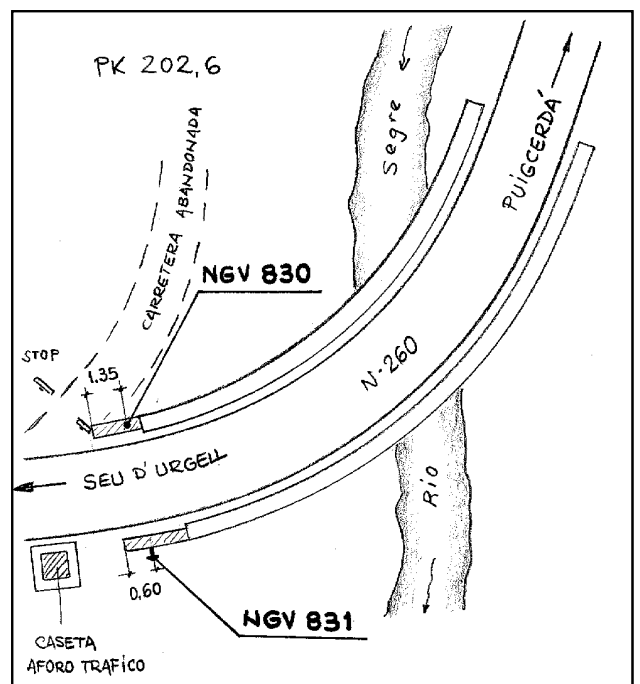 PK 202,6
Segre
PUIGCERDÁ
CARRETERA ABANDONADA
NGV 830
STOP
1.35
N-260
SEU D'URGELL
Rio
0,60
NGV 831
CASETA
AFORO TRAFICO